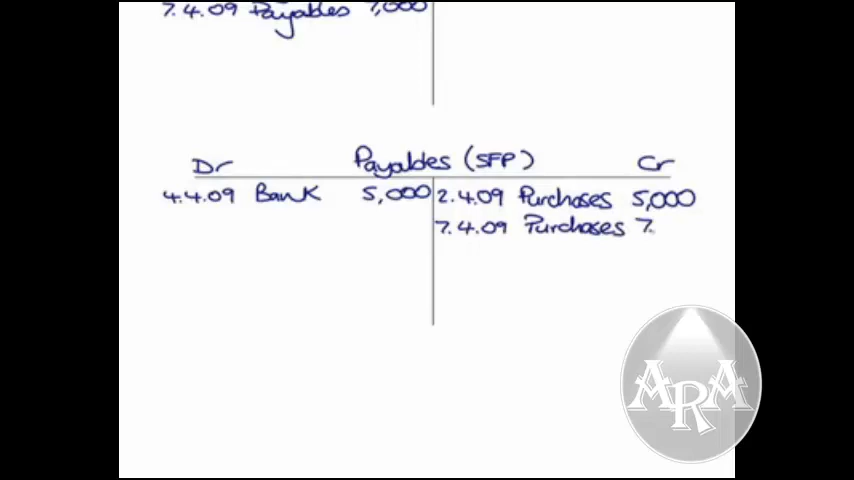 7.4.09 Payables 7,000
Dr Payables (SFP) Cr
4.4.09 Bank 5,000 2.4.09 Purchases 5,000
7.4.09 Purchases 7.
ARA